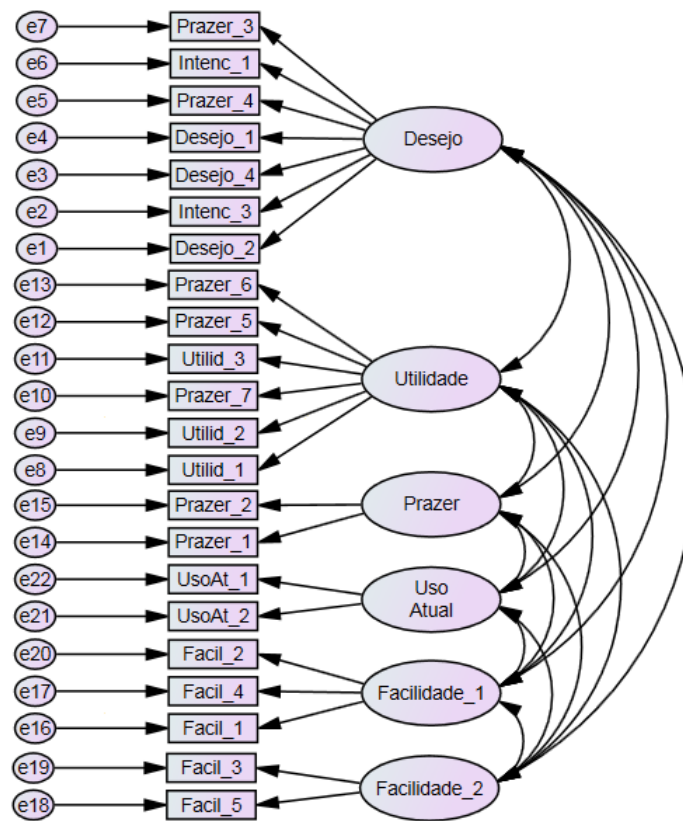 e7 Prazer_3
e6 Intenc_1
e5 Prazer_4
e4 Desejo_1 Desejo
e3 Desejo_4
e2 Intenc_3
e1 Desejo_2
e13 Prazer_6
e12 Prazer_5
e11 Utilid_3 Utilidade
e10 Prazer_7
e9 Utilid_2
e8 Utilid_1
e15 Prazer_2 Prazer
e14 Prazer_1
e22 UsoAt_1 Uso
e21 UsoAt_2 Atual
e20 Facil_2
e17 Facil_4 Facilidade_1
e16 Facil_1
e19 Facil_3 Facilidade_2
e18 Facil_5